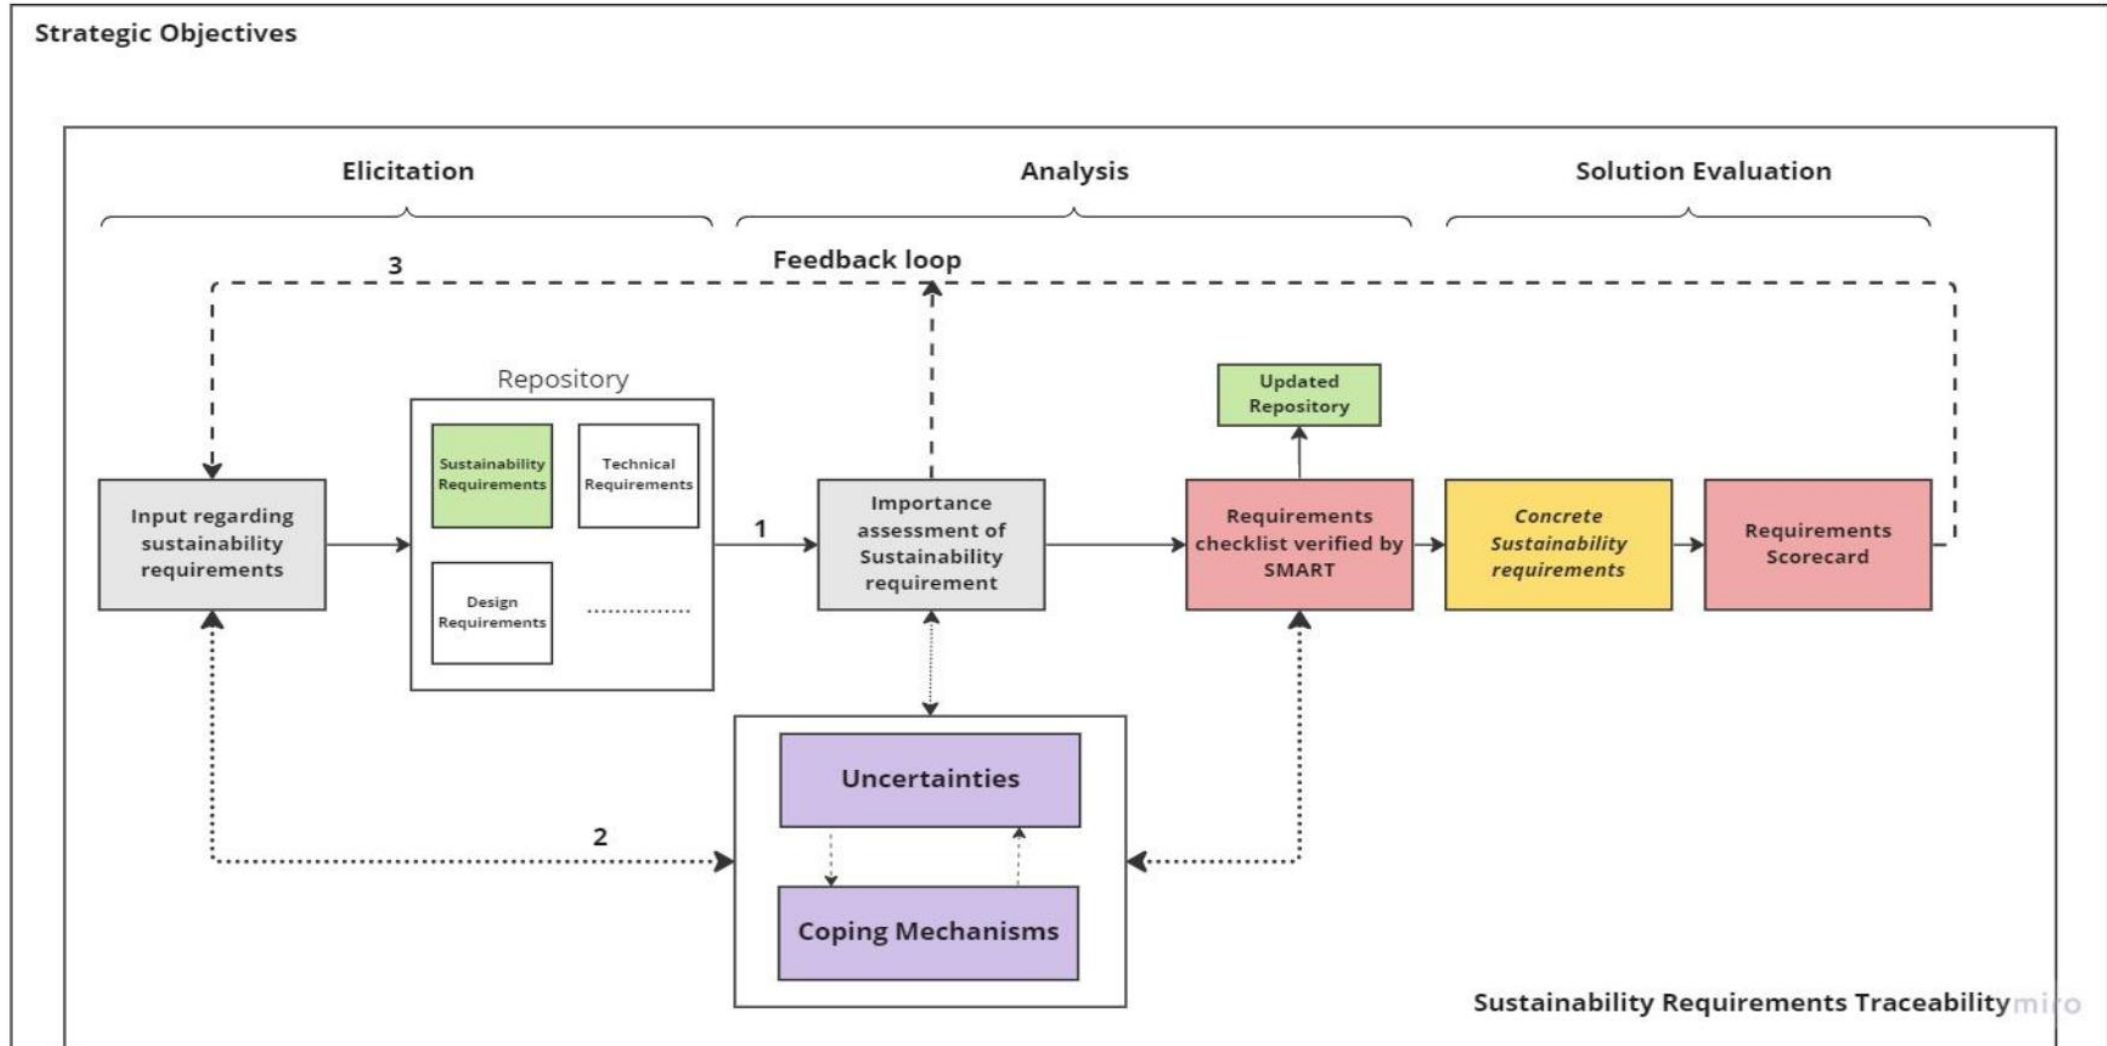 Strategic Objectives
Elicitation
Analysis
Solution Evaluation
3
Feedback loop
Repository
Sustainability
Requirements
Technical
Requirements
Design
Requirements
Input regarding
sustainability
requirements
1
Importance
assessment of
Sustainability
requirement
Updated
Repository
Requirements
checklist verified by
SMART
Concrete
Sustainability
requirements
Requirements
Scorecard
2
Uncertainties
Coping Mechanisms
Sustainability Requirements Traceability
miro